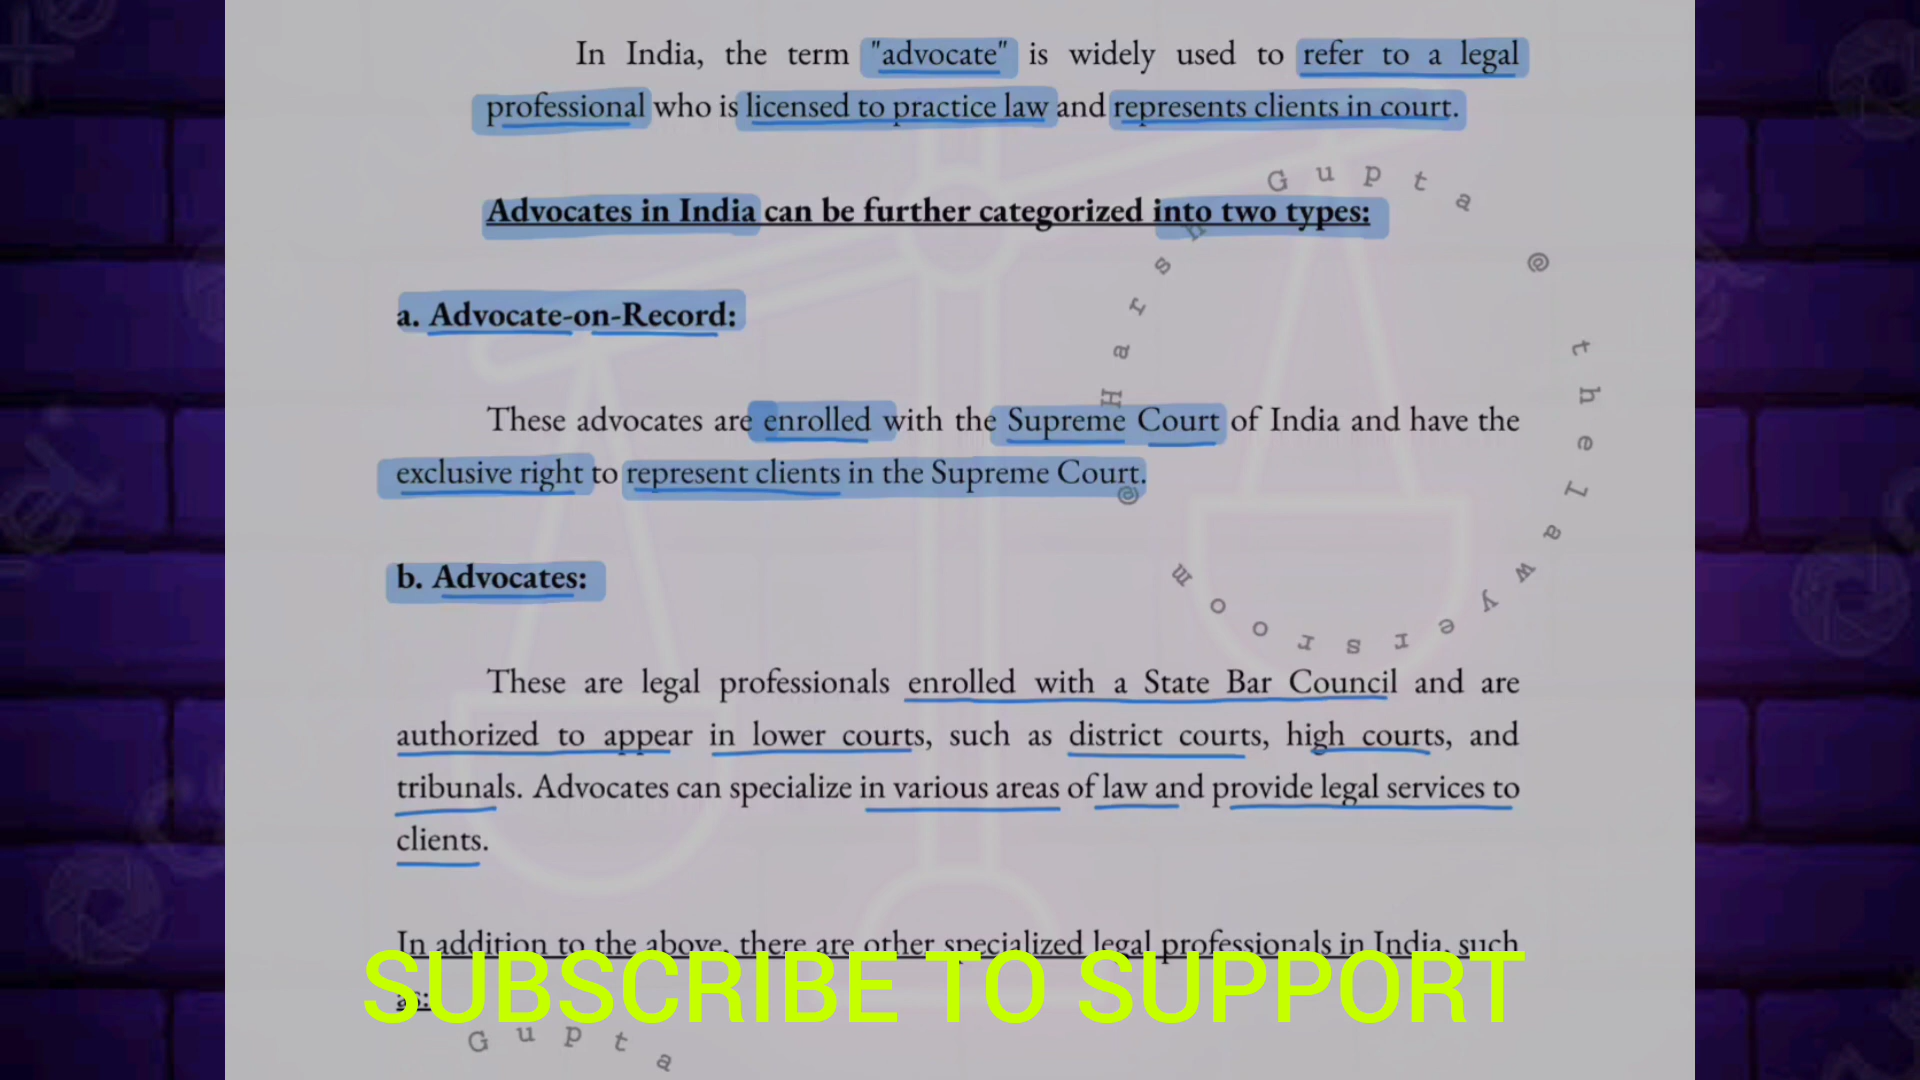 In India, the term "advocate" is widely used to refer to a legal
professional who is licensed to practice law and represents clients in court.
Advocates in India can be further categorized into two types:
a. Advocate-on-Record:
These advocates are enrolled with the Supreme Court of India and have the
exclusive right to represent clients in the Supreme Court.
b. Advocates:
These are legal professionals enrolled with a State Bar Council and are
authorized to appear in lower courts, such as district courts, high courts, and
tribunals. Advocates can specialize in various areas of law and provide legal services to
clients.
In addition to the above, there are other specialized legal professionals in India, such
as:
SUBSCRIBE TO SUPPORT
@ Harsh Gupta @ thelawyersroom
Gupta